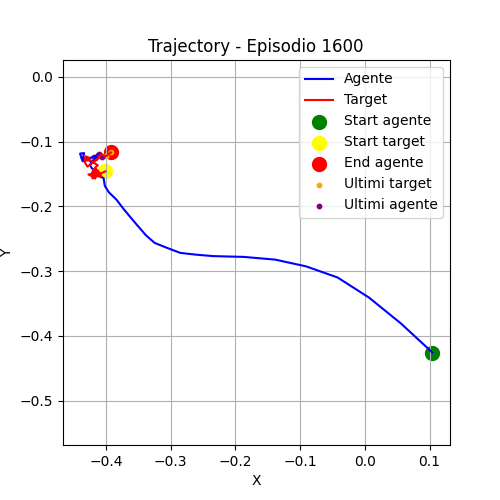 Trajectory - Episodio 1600
Agente
Target
Start agente
Start target
End agente
Ultimi target
Ultimi agente
0.0
−0.1
−0.2
−0.3
−0.4
−0.5
Y
−0.4
−0.3
−0.2
−0.1
0.0
0.1
X